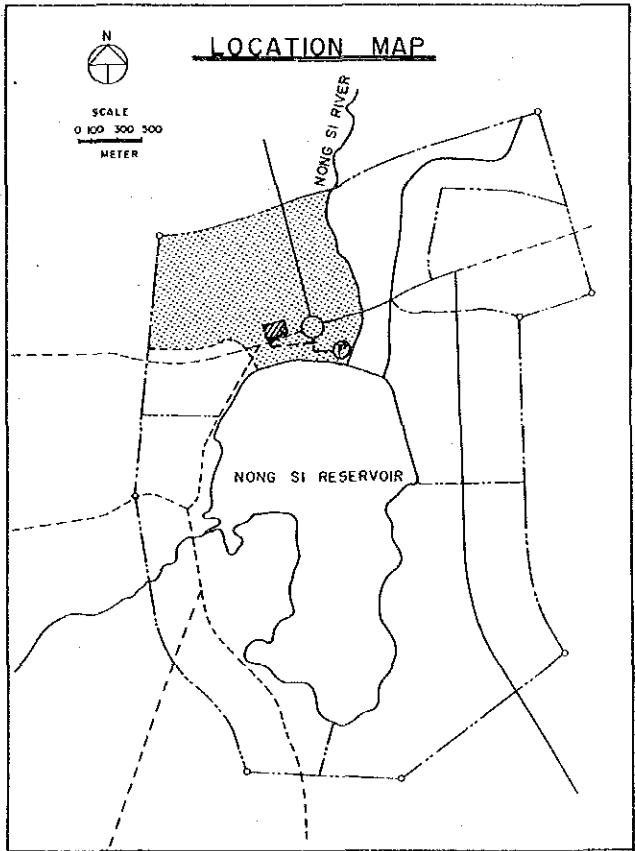 LOCATION MAP
N
SCALE
0 100 300 500
METER
NONG SI RIVER
P
NONG SI RESERVOIR